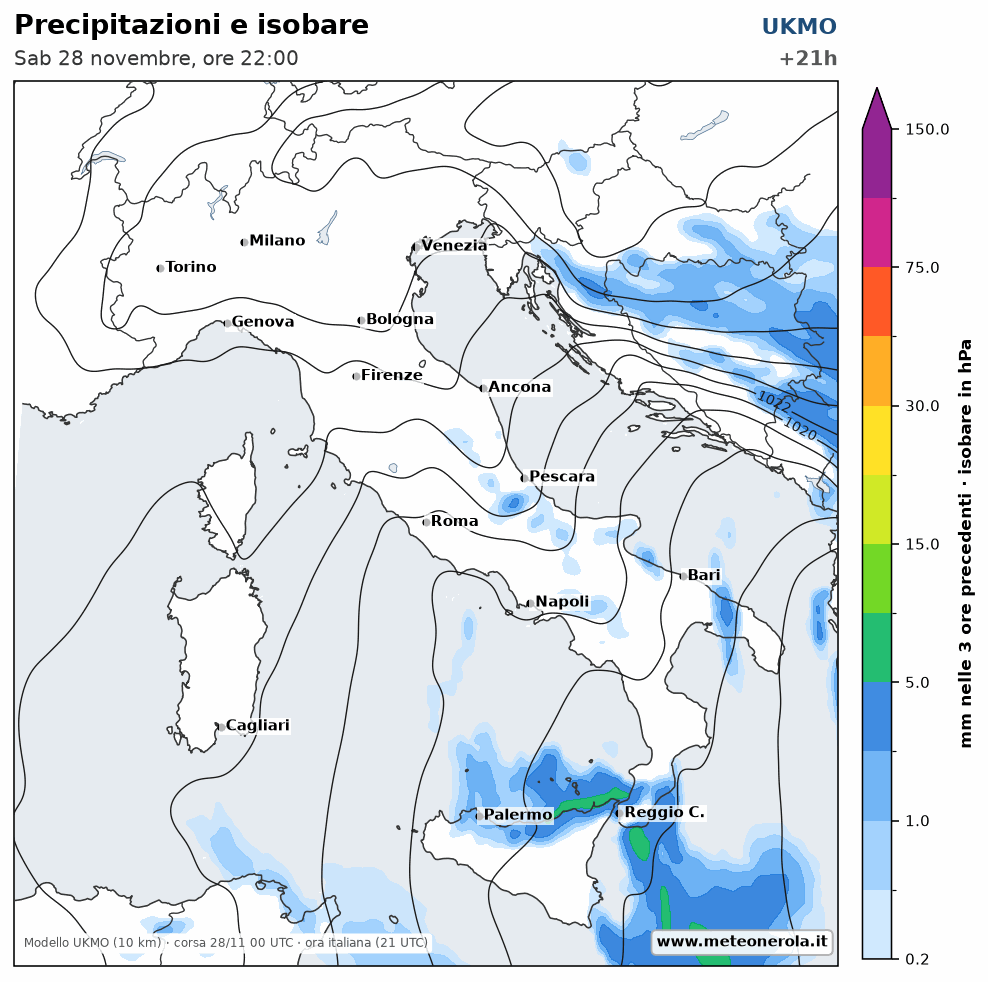 Precipitazioni e isobare
UKMO
Sab 28 novembre, ore 22:00
+21h
150.0
75.0
30.0
15.0
5.0
1.0
0.2
mm nelle 3 ore precedenti · isobare in hPa
Milano
Venezia
Torino
Genova
Bologna
Firenze
Ancona
1022
1020
Pescara
Roma
Bari
Napoli
Cagliari
Palermo
Reggio C.
Modello UKMO (10 km) · corsa 28/11 00 UTC · ora italiana (21 UTC)
www.meteonerola.it